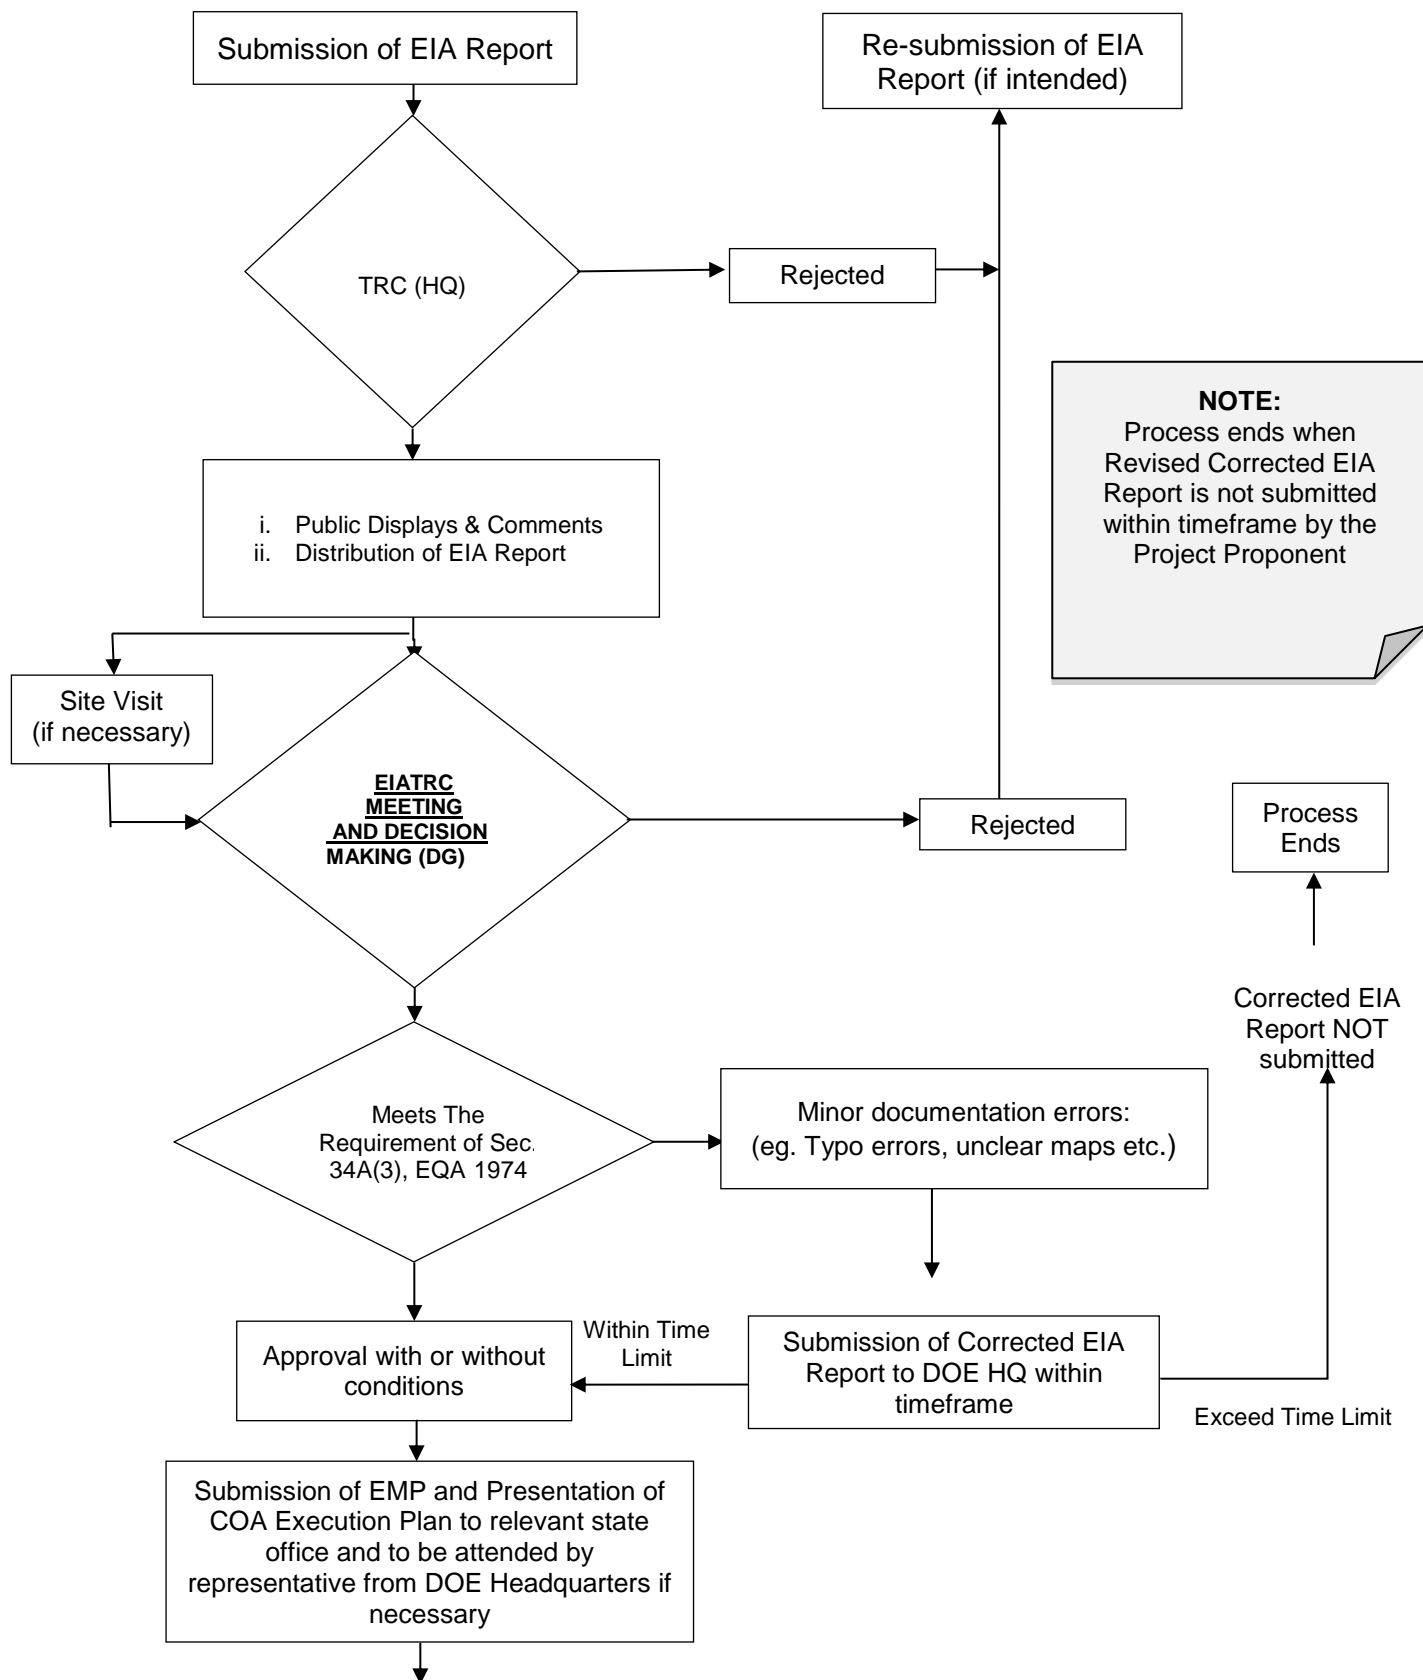 Submission of EIA Report
Re-submission of EIA
Report (if intended)
TRC (HQ)
Rejected
NOTE:
Process ends when
Revised Corrected EIA
Report is not submitted
within timeframe by the
Project Proponent
i. Public Displays & Comments
ii. Distribution of EIA Report
Site Visit
(if necessary)
EIATRC
MEETING
AND DECISION
MAKING (DG)
Rejected
Process
Ends
Corrected EIA
Report NOT
submitted
Meets The
Requirement of Sec.
34A(3), EQA 1974
Minor documentation errors:
(eg. Typo errors, unclear maps etc.)
Approval with or without
conditions
Within Time
Limit
Submission of Corrected EIA
Report to DOE HQ within
timeframe
Exceed Time Limit
Submission of EMP and Presentation of
COA Execution Plan to relevant state
office and to be attended by
representative from DOE Headquarters if
necessary